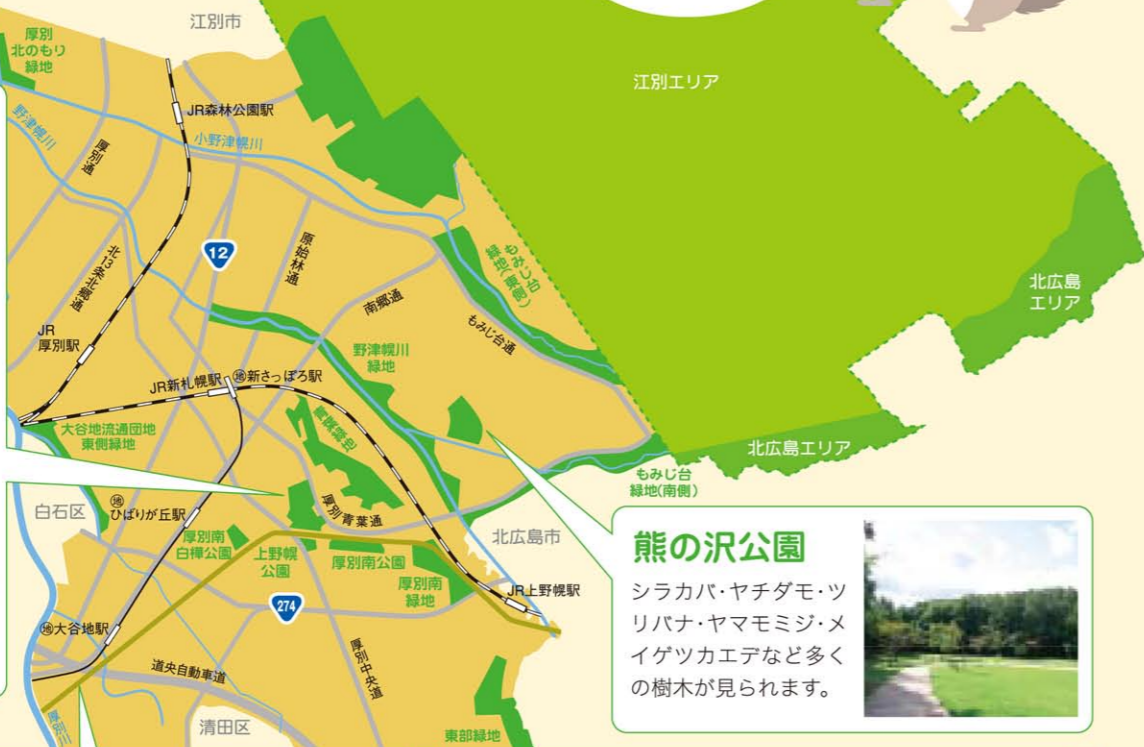 江別市
厚別
北のもり
緑地
江別エリア
JR森林公園駅
野津幌川
小野津幌川
厚別通
12
原始林通
もみじ台
緑地(東側)
北13条北郷通
南郷通
もみじ台通
北広島
エリア
JR
厚別駅
野津幌川
緑地
JR新札幌駅
地新さっぽろ駅
大谷地流通団地
東側緑地
北広島エリア
もみじ台
緑地(南側)
白石区
地
ひばりが丘駅
厚別青葉通
厚別南
白樺公園
上野幌
公園
厚別南公園
厚別南
緑地
北広島市
JR上野幌駅
274
地大谷地駅
道央自動車道
厚別中央道
厚別川
清田区
東部緑地
熊の沢公園
シラカバ・ヤチダモ・ツ
リバナ・ヤマモミジ・メ
イゲツカエデなど多く
の樹木が見られます。